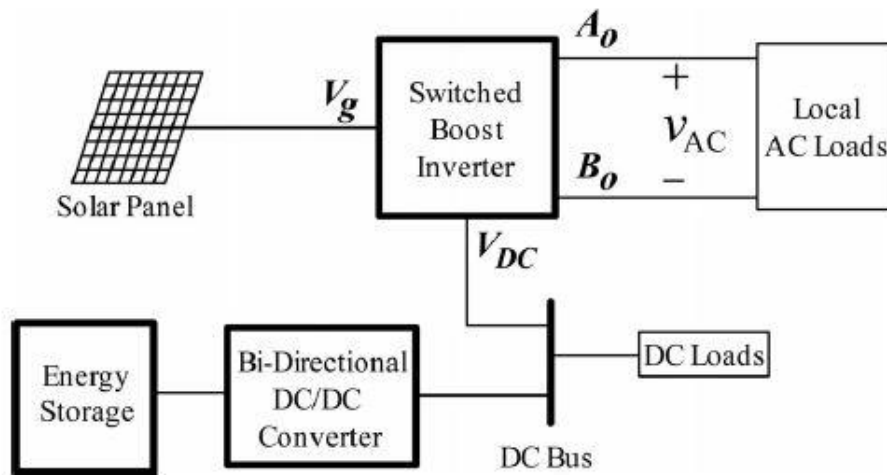 A_o
V_g
Switched
Boost
Inverter
+
v_AC
−
Local
AC Loads
B_o
Solar Panel
V_DC
Energy
Storage
Bi-Directional
DC/DC
Converter
DC Loads
DC Bus